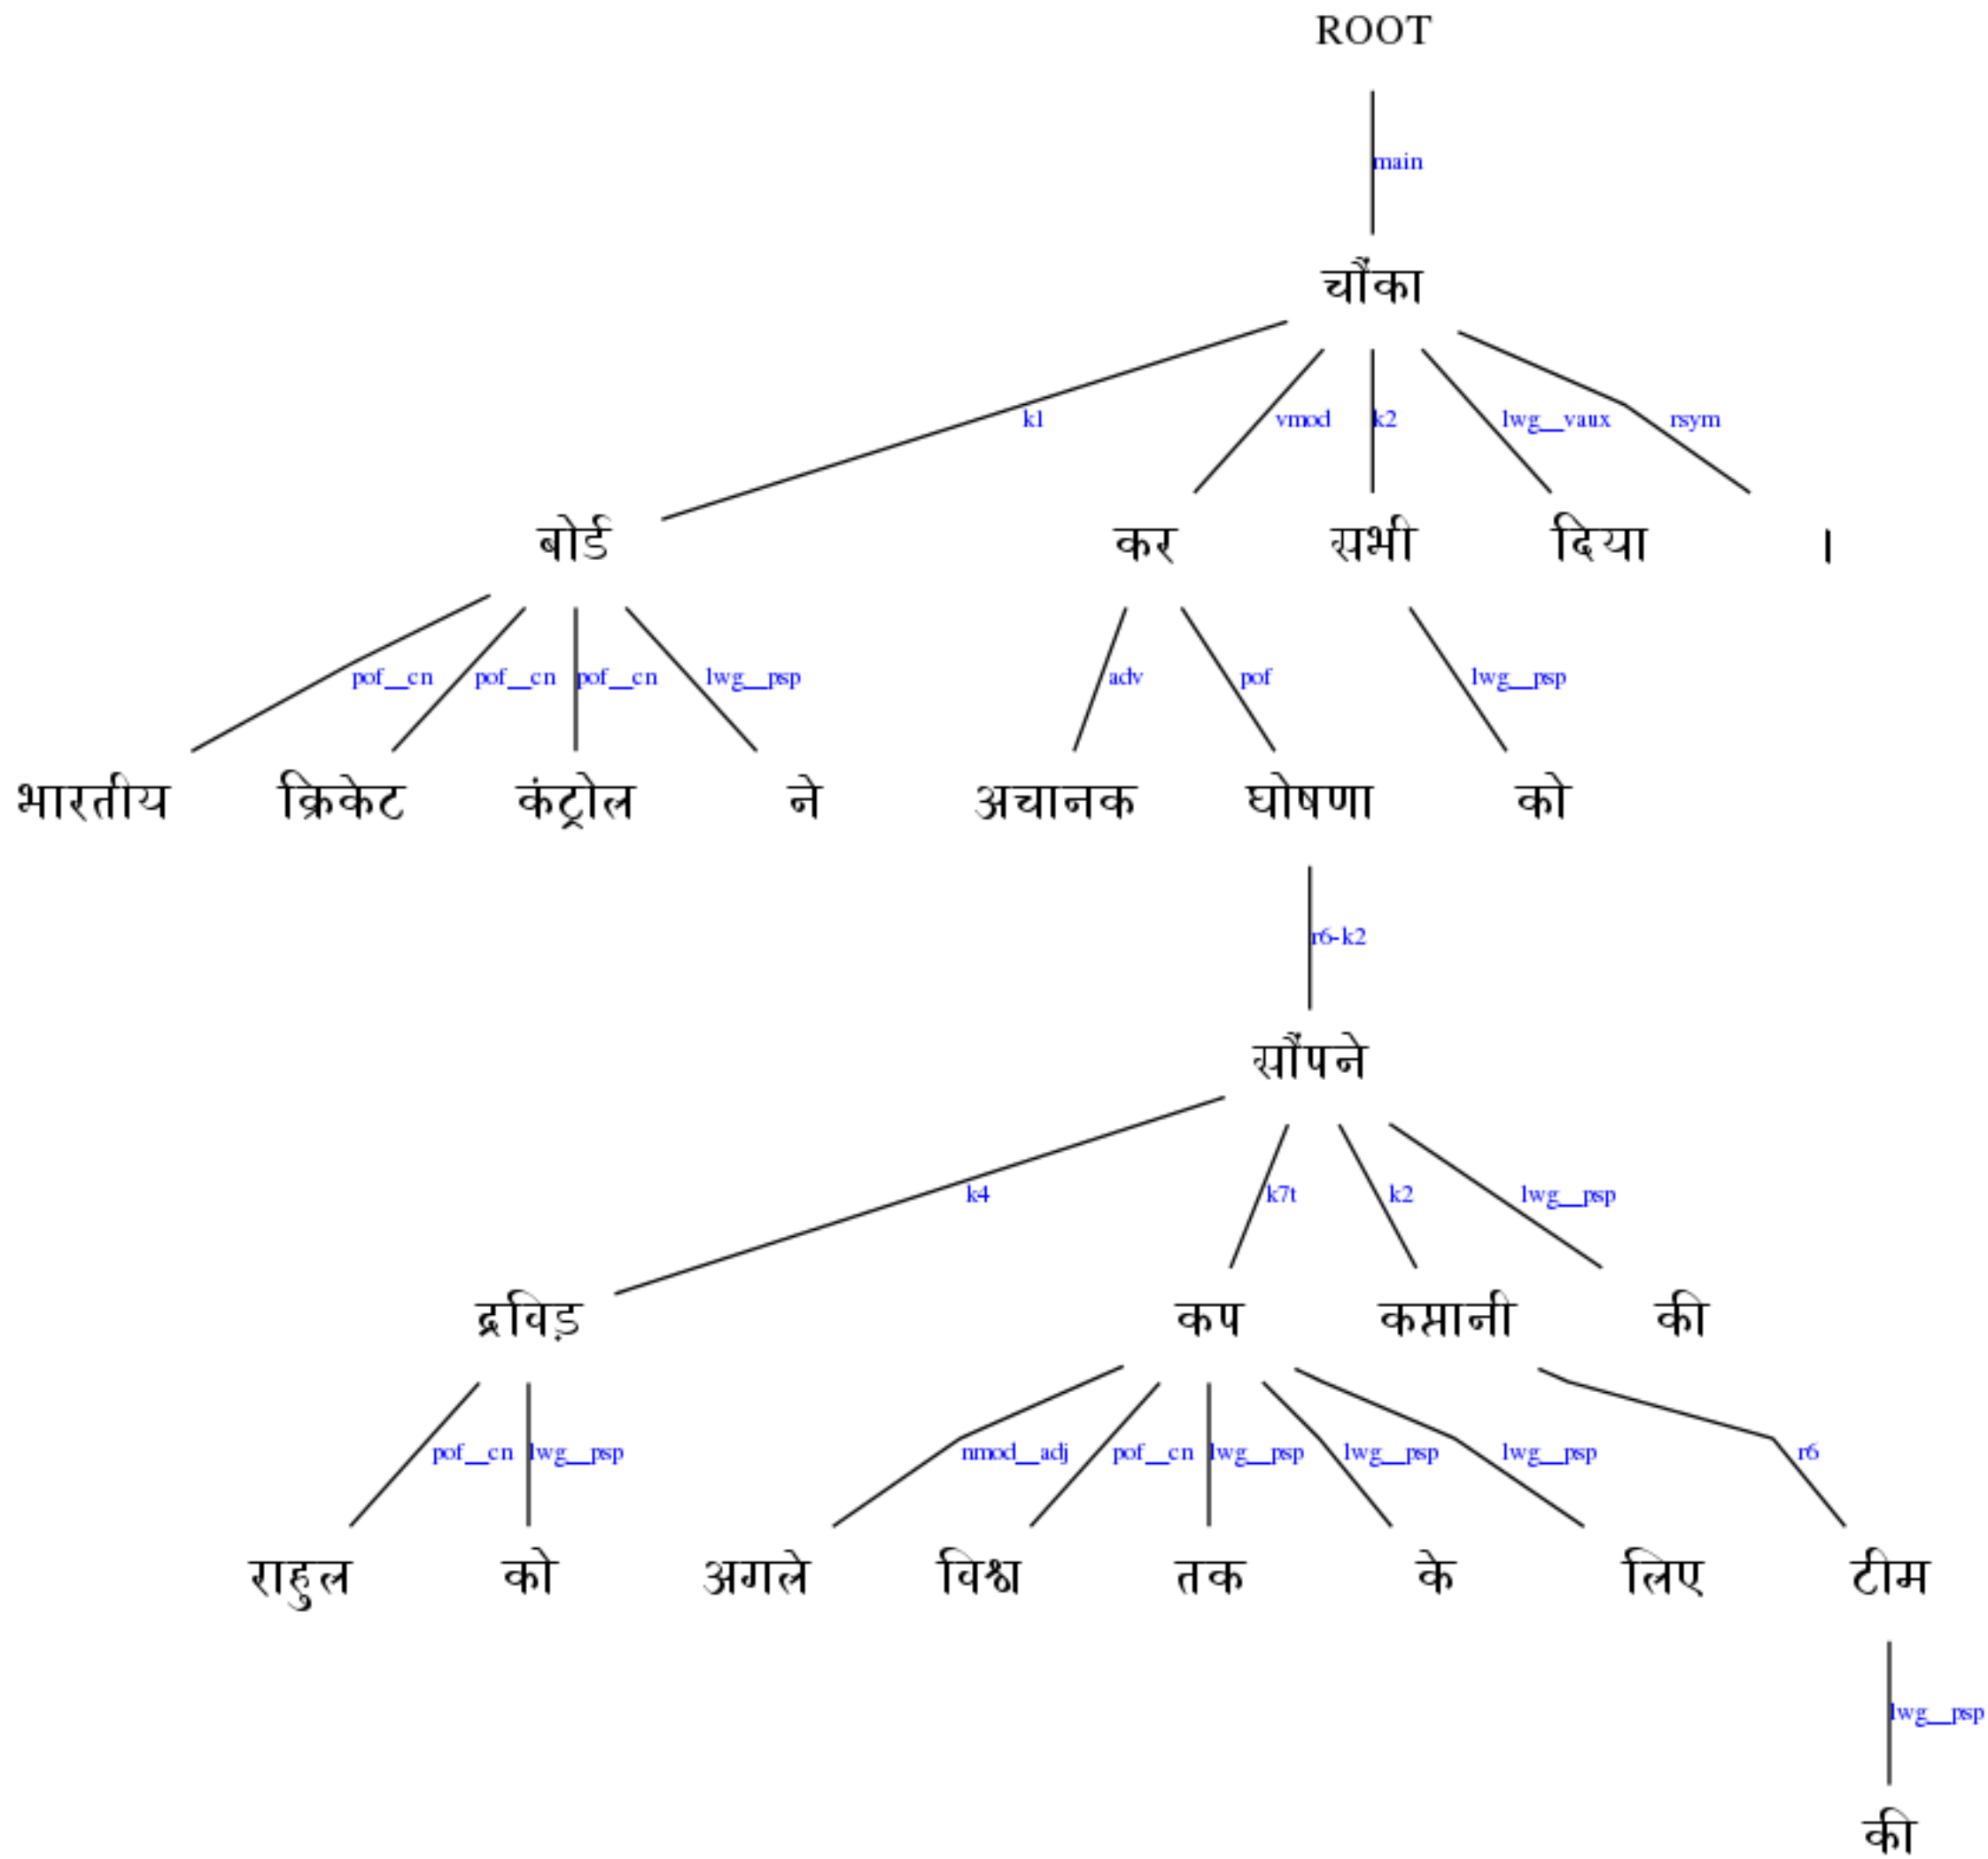 ROOT
main
चौंका
k1 vmod k2 lwg__vaux rsym
बोर्ड कर सभी दिया ।
pof__cn pof__cn pof__cn lwg__psp adv pof lwg__psp
भारतीय क्रिकेट कंट्रोल ने अचानक घोषणा को
r6-k2
सौंपने
k4 k7t k2 lwg__psp
द्रविड़ कप कप्तानी की
pof__cn lwg__psp nmod__adj pof__cn lwg__psp lwg__psp lwg__psp r6
राहुल को अगले विश्व तक के लिए टीम
lwg__psp
की